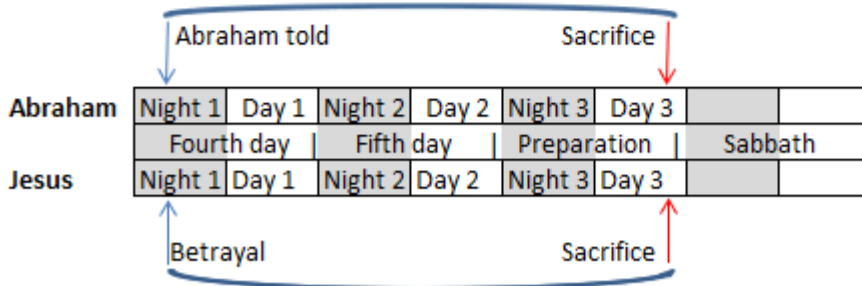 Abraham told Sacrifice
Abraham Night 1 Day 1 Night 2 Day 2 Night 3 Day 3
Fourth day | Fifth day | Preparation | Sabbath
Jesus Night 1 Day 1 Night 2 Day 2 Night 3 Day 3
Betrayal Sacrifice